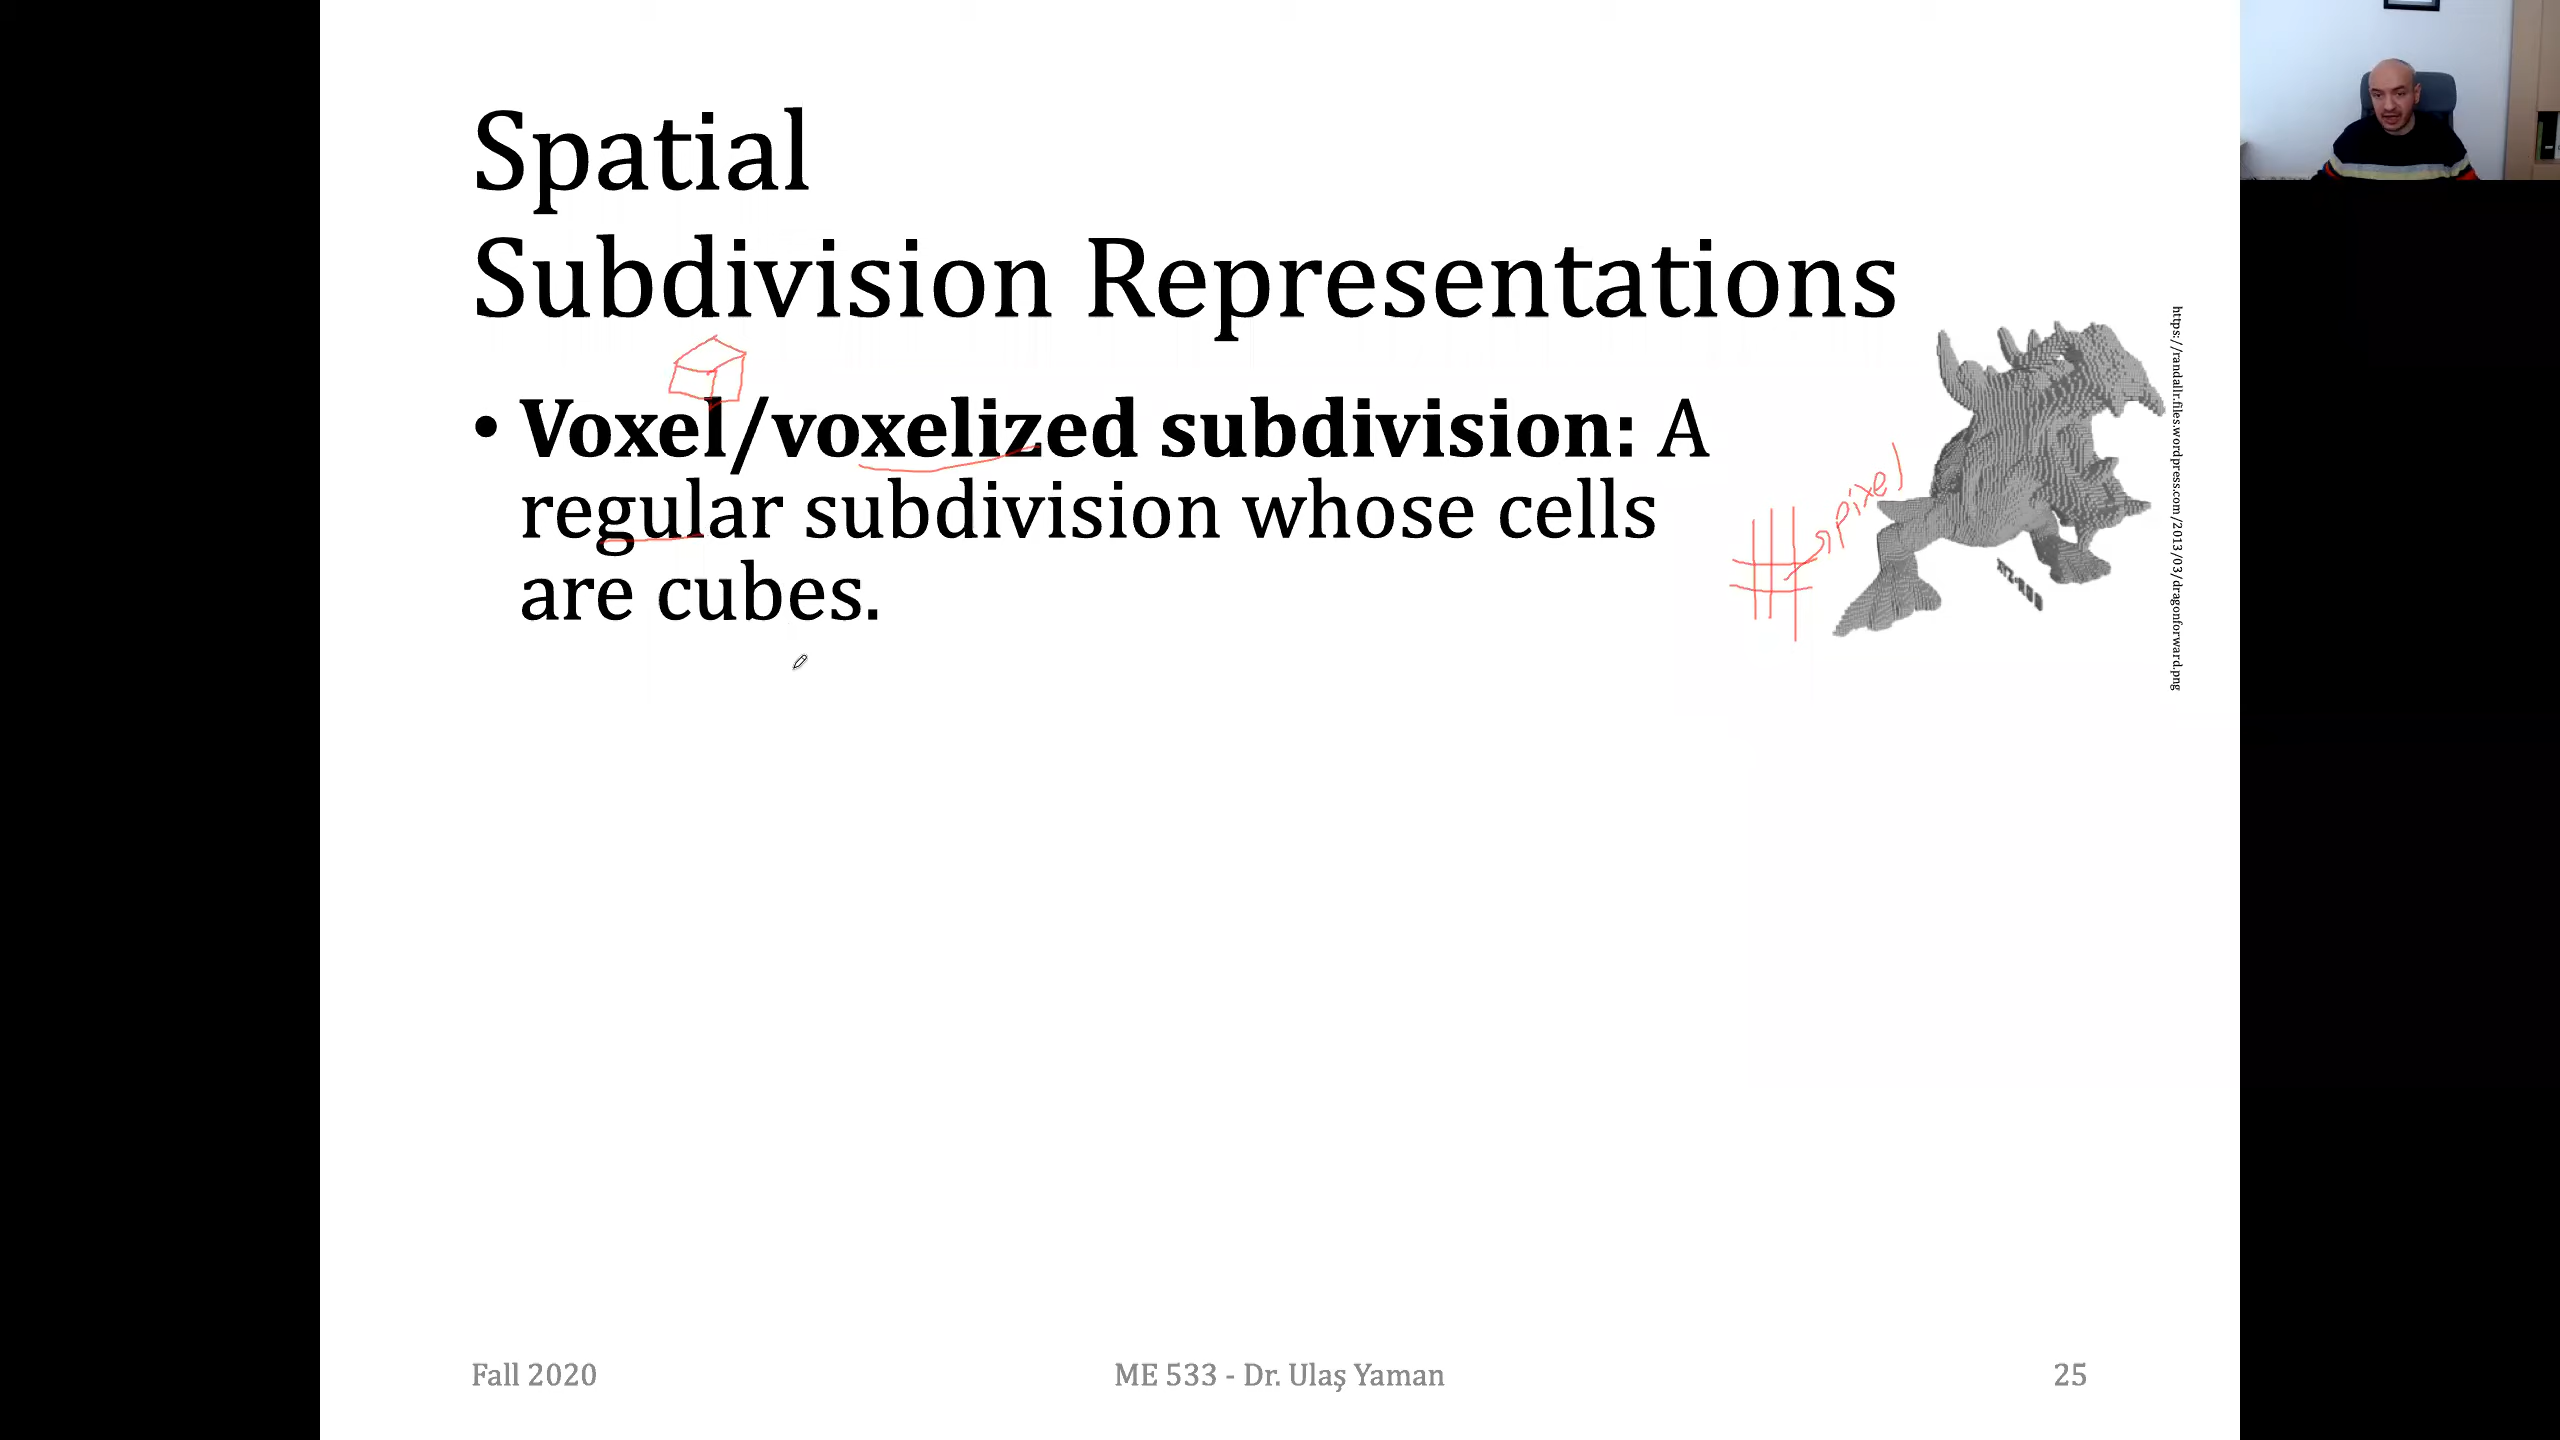 Spatial
Subdivision Representations
• Voxel/voxelized subdivision: A
regular subdivision whose cells
are cubes.
pixel
https://randallr.files.wordpress.com/2013/03/dragonforward.png
Fall 2020
ME 533 - Dr. Ulaş Yaman
25